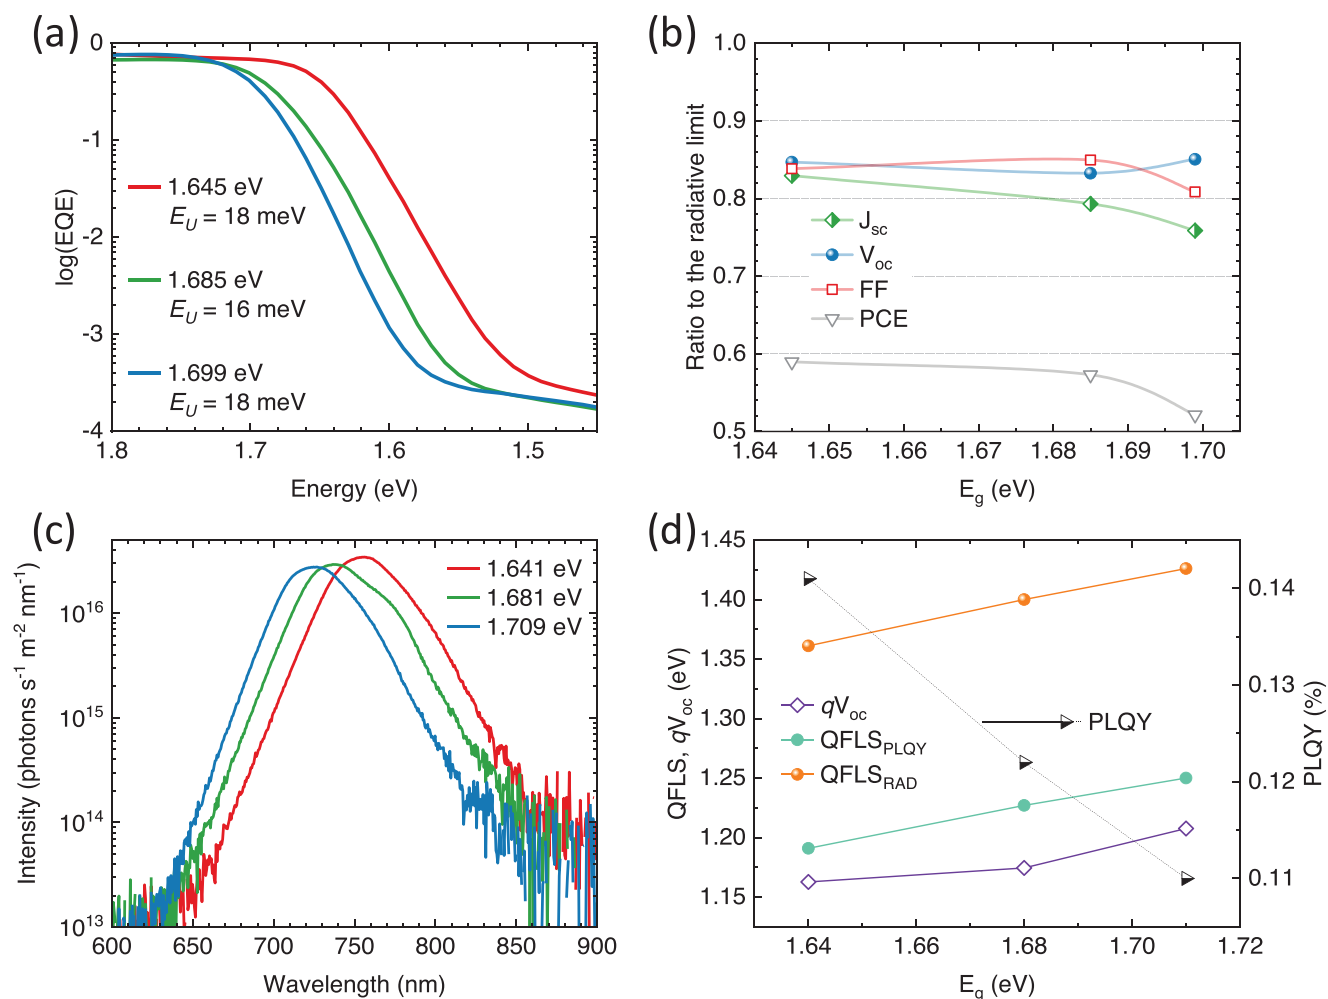 (a)
log(EQE)
0
-1
-2
-3
-4
1.645 eV
E_U = 18 meV
1.685 eV
E_U = 16 meV
1.699 eV
E_U = 18 meV
1.8 1.7 1.6 1.5
Energy (eV)
(b)
Ratio to the radiative limit
1.0
0.9
0.8
0.7
0.6
0.5
J_sc
V_oc
FF
PCE
1.64 1.65 1.66 1.67 1.68 1.69 1.70
E_g (eV)
(c)
Intensity (photons s^-1 m^-2 nm^-1)
10^16
10^15
10^14
10^13
1.641 eV
1.681 eV
1.709 eV
600 650 700 750 800 850 900
Wavelength (nm)
(d)
QFLS, qV_oc (eV)
1.45
1.40
1.35
1.30
1.25
1.20
1.15
qV_oc
QFLS_PLQY
QFLS_RAD
PLQY
0.14
0.13
0.12
0.11
PLQY (%)
1.64 1.66 1.68 1.70 1.72
E_g (eV)